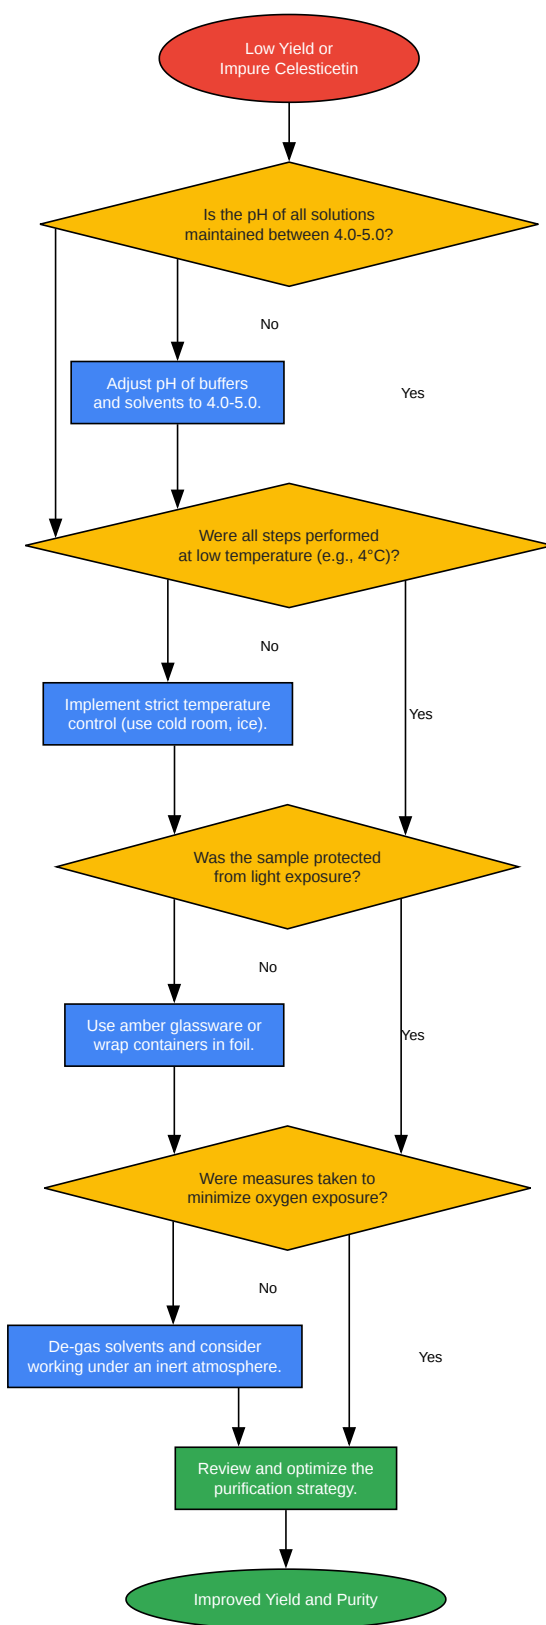 Low Yield or
Impure Celesticetin
Is the pH of all solutions
maintained between 4.0-5.0?
No
Adjust pH of buffers
and solvents to 4.0-5.0.
Yes
Were all steps performed
at low temperature (e.g., 4°C)?
No
Implement strict temperature
control (use cold room, ice).
Yes
Was the sample protected
from light exposure?
No
Use amber glassware or
wrap containers in foil.
Yes
Were measures taken to
minimize oxygen exposure?
No
De-gas solvents and consider
working under an inert atmosphere.
Yes
Review and optimize the
purification strategy.
Improved Yield and Purity